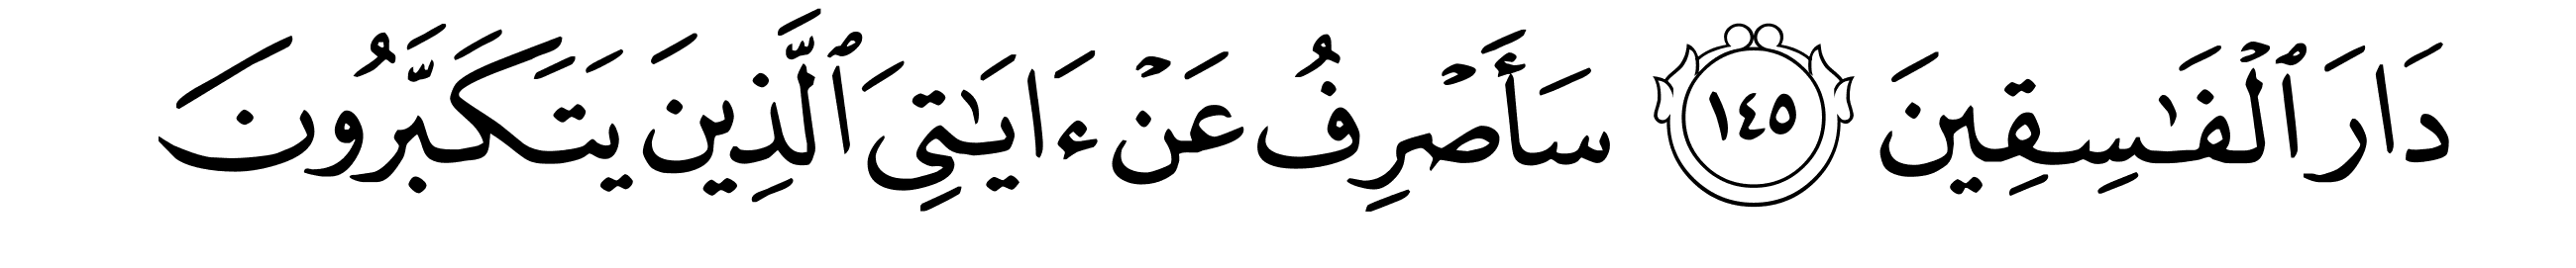 دَارَ ٱلۡفَـٰسِقِينَ ١٤٥ سَأَصۡرِفُ عَنۡ ءَايَـٰتِىَ ٱلَّذِينَ يَتَكَبَّرُونَ